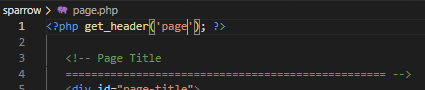 sparrow > page.php
1 <?php get_header('page'); ?>
2
3 <!-- Page Title
4 ================================================== -->
5 <div id="page-title">